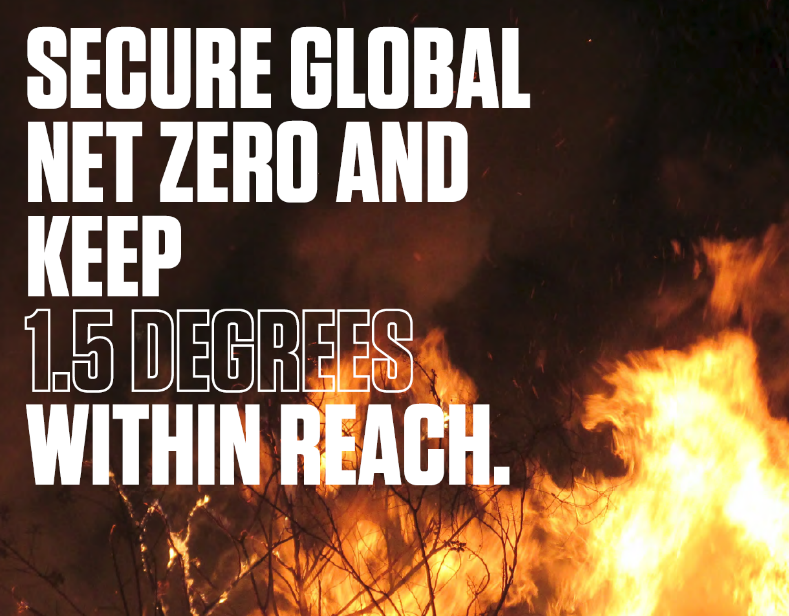 SECURE GLOBAL
NET ZERO AND
KEEP
1.5 DEGREES
WITHIN REACH.